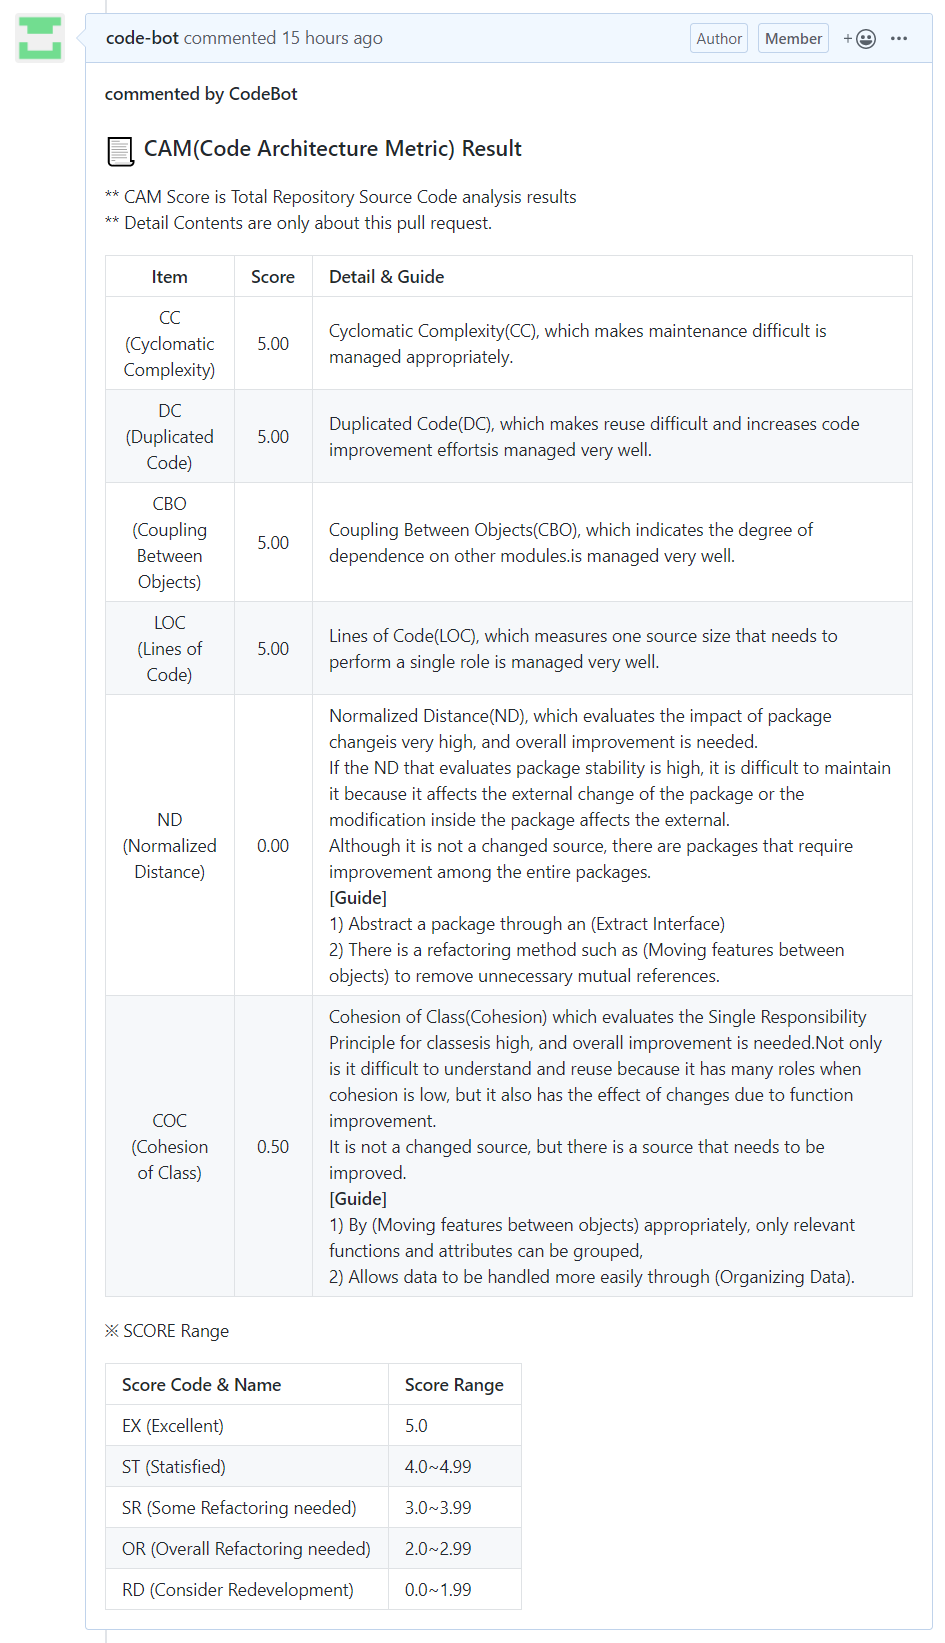 code-bot commented 15 hours ago
Author
Member
+
commented by CodeBot
CAM(Code Architecture Metric) Result
** CAM Score is Total Repository Source Code analysis results
** Detail Contents are only about this pull request.
Item Score Detail & Guide
CC
(Cyclomatic
Complexity)
5.00
Cyclomatic Complexity(CC), which makes maintenance difficult is
managed appropriately.
DC
(Duplicated
Code)
5.00
Duplicated Code(DC), which makes reuse difficult and increases code
improvement effortsis managed very well.
CBO
(Coupling
Between
Objects)
5.00
Coupling Between Objects(CBO), which indicates the degree of
dependence on other modules.is managed very well.
LOC
(Lines of
Code)
5.00
Lines of Code(LOC), which measures one source size that needs to
perform a single role is managed very well.
ND
(Normalized
Distance)
0.00
Normalized Distance(ND), which evaluates the impact of package
changeis very high, and overall improvement is needed.
If the ND that evaluates package stability is high, it is difficult to maintain
it because it affects the external change of the package or the
modification inside the package affects the external.
Although it is not a changed source, there are packages that require
improvement among the entire packages.
[Guide]
1) Abstract a package through an (Extract Interface)
2) There is a refactoring method such as (Moving features between
objects) to remove unnecessary mutual references.
COC
(Cohesion
of Class)
0.50
Cohesion of Class(Cohesion) which evaluates the Single Responsibility
Principle for classesis high, and overall improvement is needed.Not only
is it difficult to understand and reuse because it has many roles when
cohesion is low, but it also has the effect of changes due to function
improvement.
It is not a changed source, but there is a source that needs to be
improved.
[Guide]
1) By (Moving features between objects) appropriately, only relevant
functions and attributes can be grouped,
2) Allows data to be handled more easily through (Organizing Data).
※ SCORE Range
Score Code & Name Score Range
EX (Excellent) 5.0
ST (Statisfied) 4.0~4.99
SR (Some Refactoring needed) 3.0~3.99
OR (Overall Refactoring needed) 2.0~2.99
RD (Consider Redevelopment) 0.0~1.99